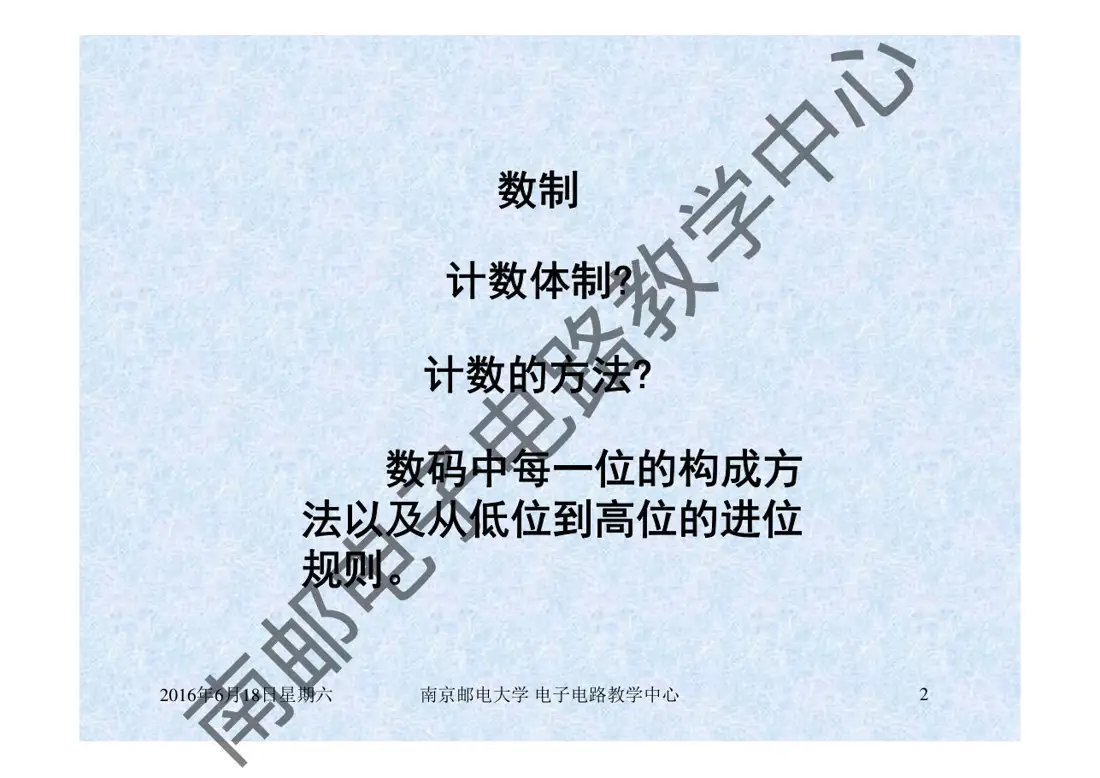 数制
计数体制?
计数的方法?
数码中每一位的构成方
法以及从低位到高位的进位
规则。
南邮电子电路教学中心
2016年6月18日星期六
南京邮电大学 电子电路教学中心
2